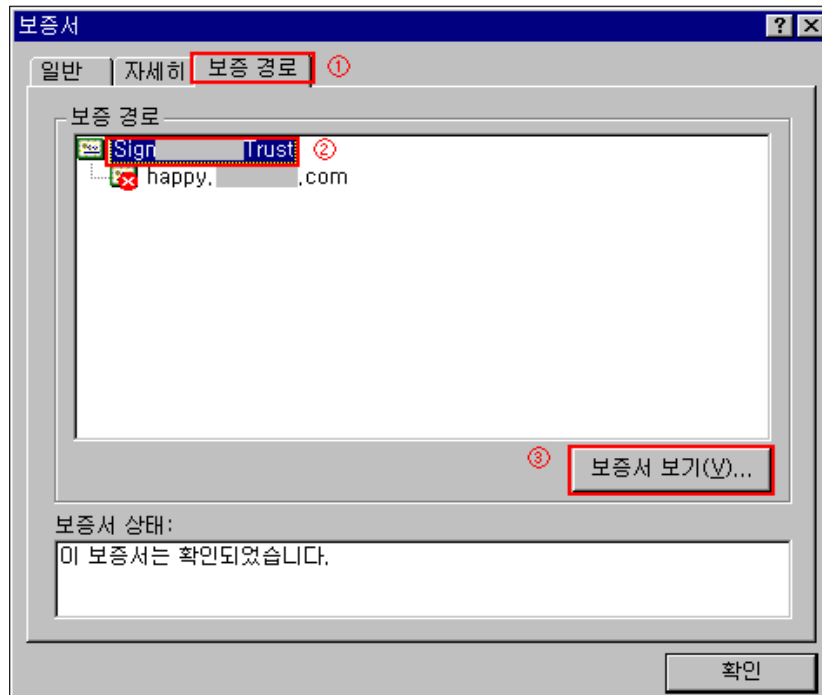 보증서
일반 자세히 보증 경로 ①
보증 경로
Sign Trust ②
happy. .com
③ 보증서 보기(V)...
보증서 상태:
이 보증서는 확인되었습니다.
확인